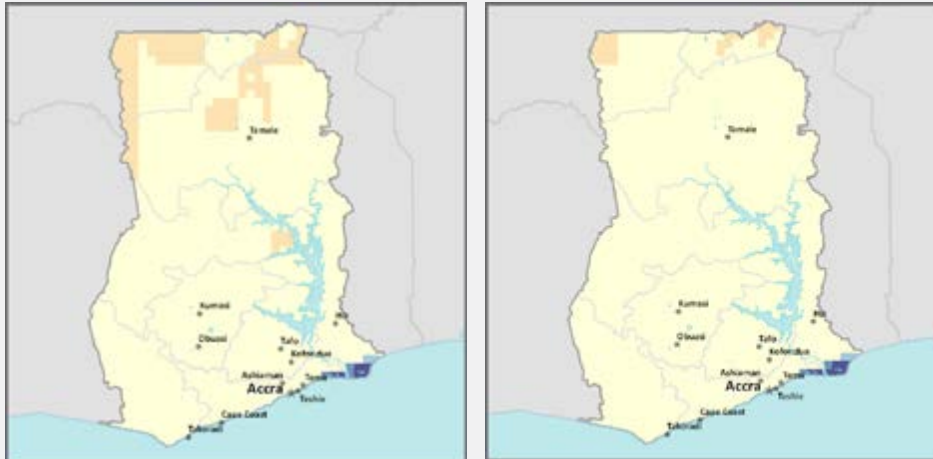 Tamale
Kumasi
Obuasi
Ho
Tafo
Koforidua
Ashiaman
Tema
Accra
Teshie
Cape Coast
Takoradi
Tamale
Kumasi
Obuasi
Ho
Tafo
Koforidua
Ashiaman
Tema
Accra
Teshie
Cape Coast
Takoradi